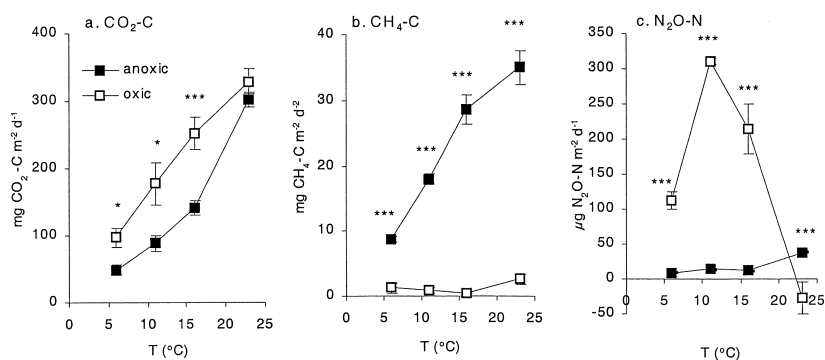 a. CO₂-C
mg CO₂-C m⁻² d⁻¹
400
300
200
100
0
anoxic
oxic
*
*
***
0 5 10 15 20 25
T (°C)
b. CH₄-C
mg CH₄-C m⁻² d⁻²
40
30
20
10
0
***
***
***
***
0 5 10 15 20 25
T (°C)
c. N₂O-N
µg N₂O-N m⁻² d⁻¹
350
300
250
200
150
100
50
0
-50
***
***
***
***
0 5 10 15 20 25
T (°C)